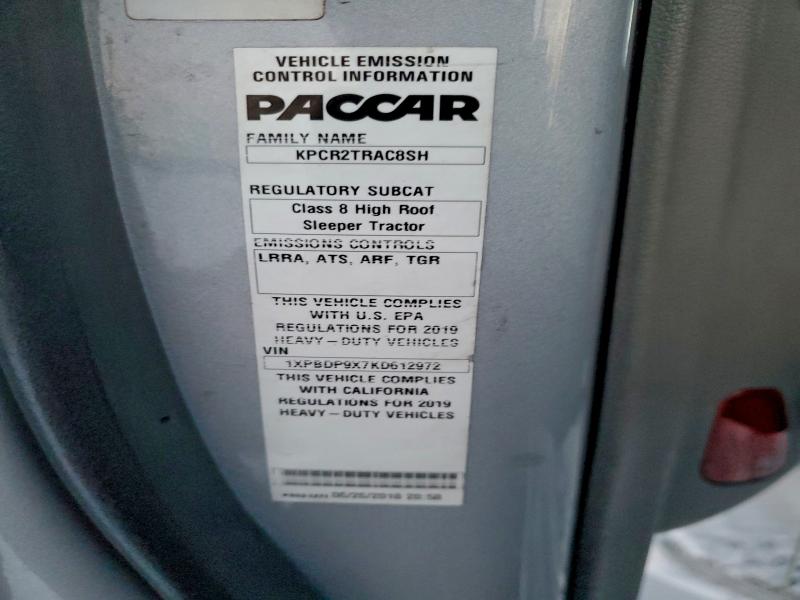 VEHICLE EMISSION
CONTROL INFORMATION
PACCAR
FAMILY NAME
KPCR2TRAC8SH
REGULATORY SUBCAT
Class 8 High Roof
Sleeper Tractor
EMISSIONS CONTROLS
LRRA, ATS, ARF, TGR
THIS VEHICLE COMPLIES
WITH U.S. EPA
REGULATIONS FOR 2019
HEAVY-DUTY VEHICLES
VIN
1XPBDP9X7KD612972
THIS VEHICLE COMPLIES
WITH CALIFORNIA
REGULATIONS FOR 2019
HEAVY-DUTY VEHICLES
20:58